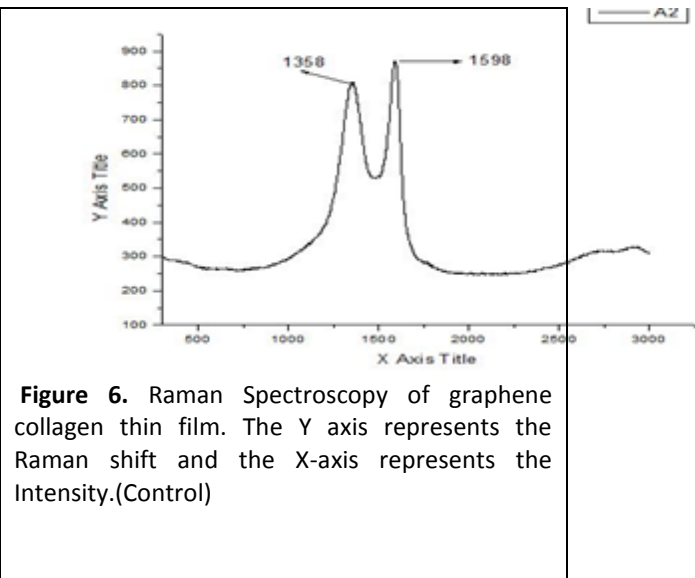 A2
900
800
700
600
500
400
300
200
100
Y Axis Title
1358
1598
500 1000 1500 2000 2500 3000
X Axis Title
Figure 6. Raman Spectroscopy of graphene
collagen thin film. The Y axis represents the
Raman shift and the X-axis represents the
Intensity.(Control)